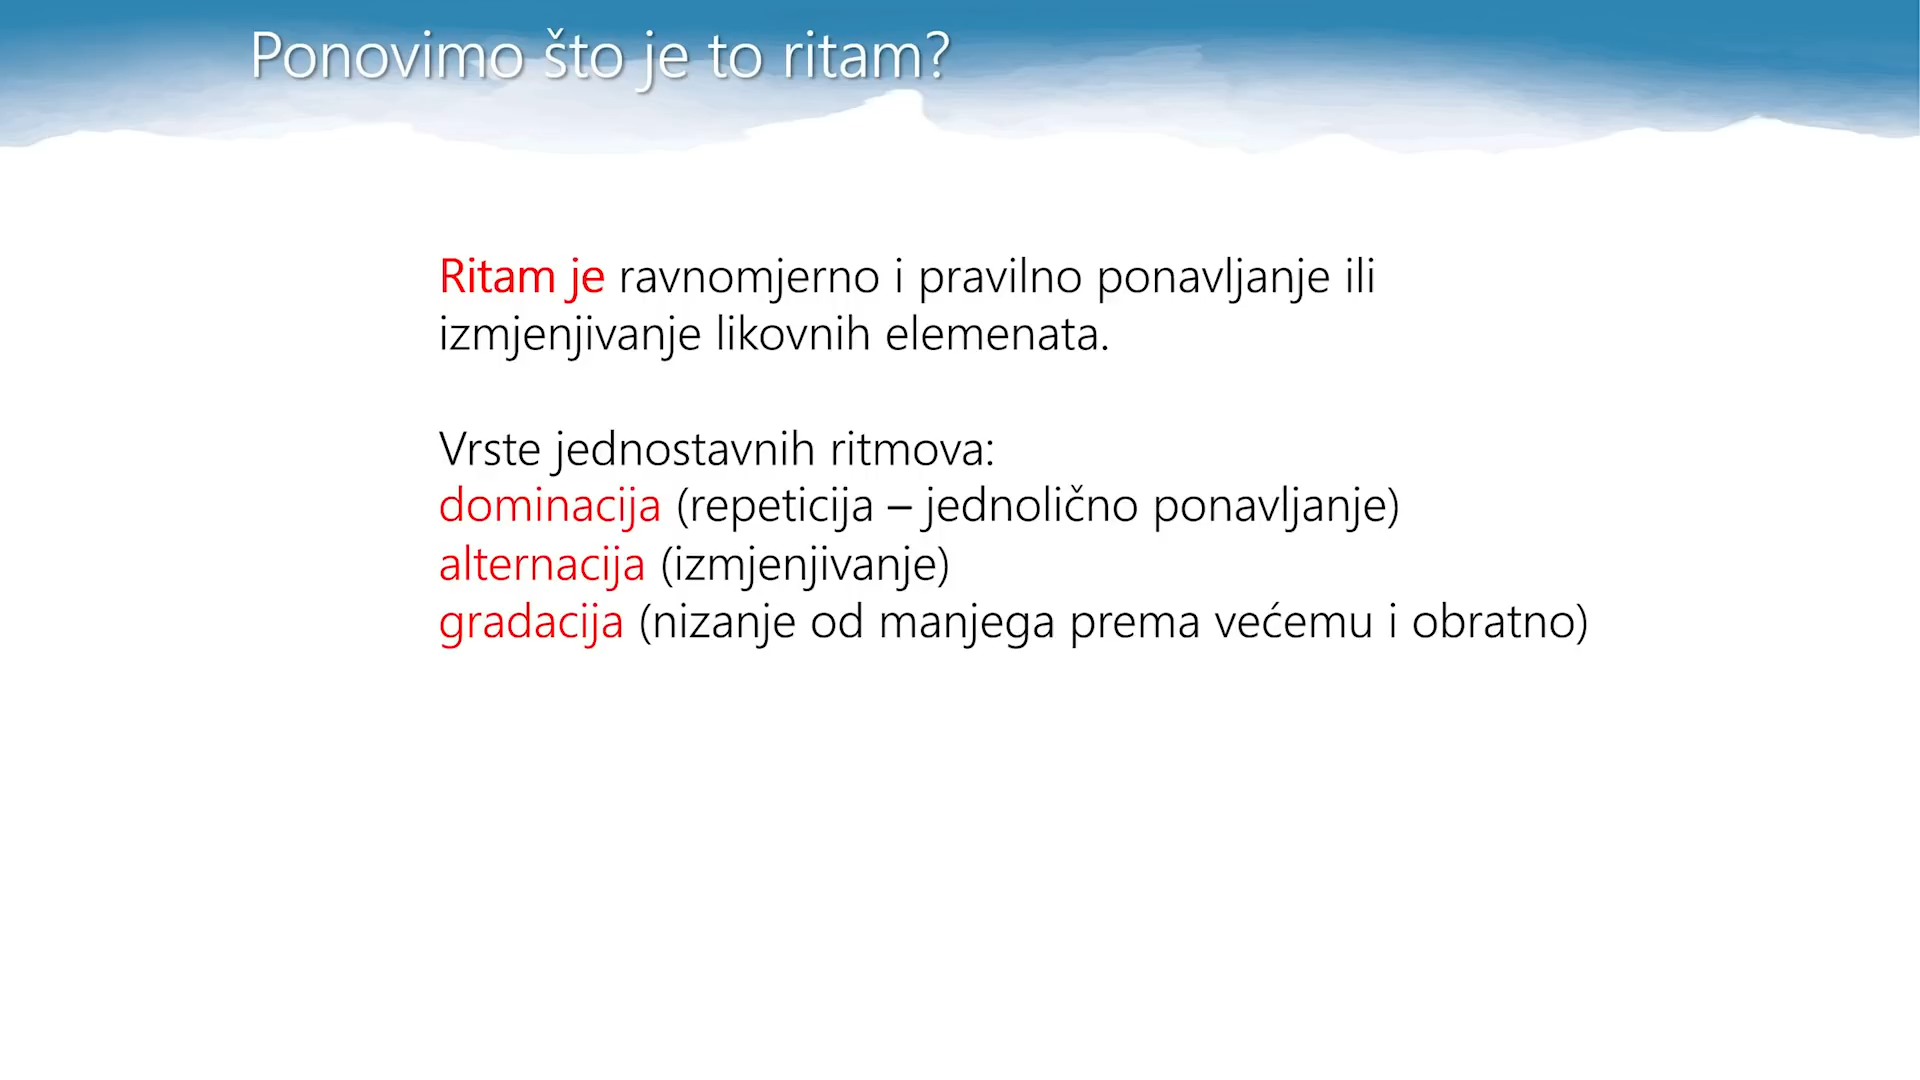 Ponovimo što je to ritam?
Ritam je ravnomjerno i pravilno ponavljanje ili
izmjenjivanje likovnih elemenata.
Vrste jednostavnih ritmova:
dominacija (repeticija – jednolično ponavljanje)
alternacija (izmjenjivanje)
gradacija (nizanje od manjega prema većemu i obratno)